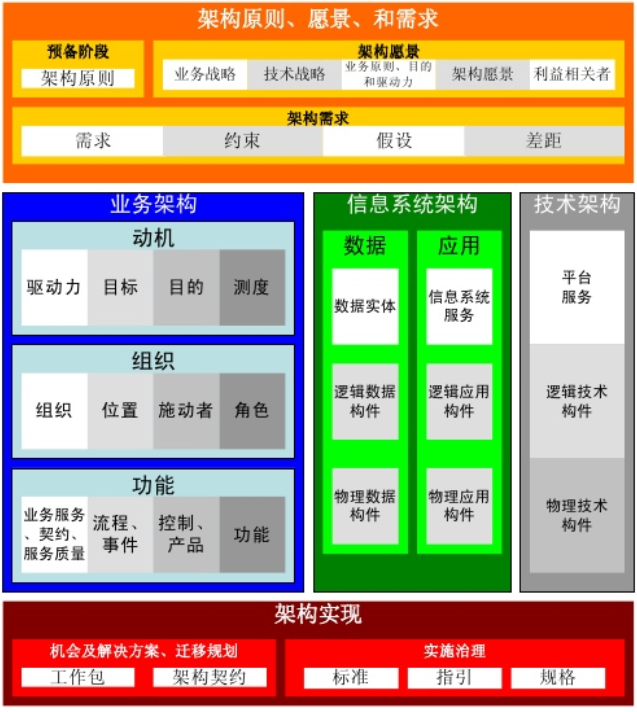 架构原则、愿景、和需求
预备阶段
架构原则
架构愿景
业务战略
技术战略
业务原则、目的
和驱动力
架构愿景
利益相关者
架构需求
需求
约束
假设
差距
业务架构
动机
驱动力
目标
目的
测度
组织
组织
位置
施动者
角色
功能
业务服务
、契约、
服务质量
流程、
事件
控制、
产品
功能
信息系统架构
数据
数据实体
逻辑数据
构件
物理数据
构件
应用
信息系统
服务
逻辑应用
构件
物理应用
构件
技术架构
平台
服务
逻辑技术
构件
物理技术
构件
架构实现
机会及解决方案、迁移规划
工作包
架构契约
实施治理
标准
指引
规格